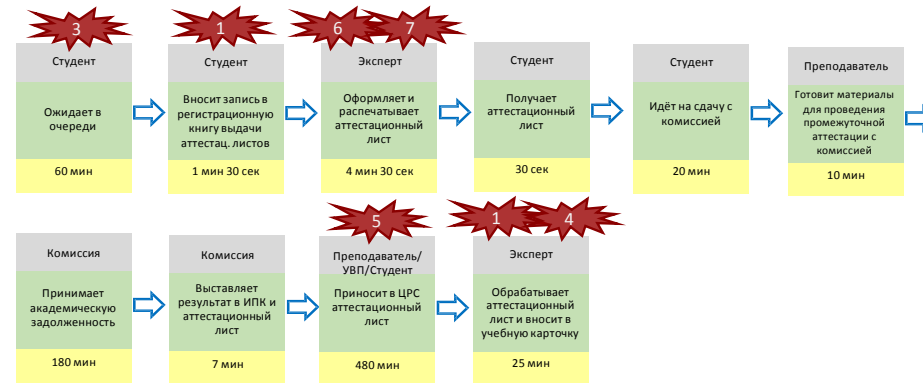 3
Студент
Ожидает в
очереди
60 мин
1
Студент
Вносит запись в
регистрационную
книгу выдачи
аттестац. листов
1 мин 30 сек
6
7
Эксперт
Оформляет и
распечатывает
аттестационный
лист
4 мин 30 сек
Студент
Получает
аттестационный
лист
30 сек
Студент
Идёт на сдачу с
комиссией
20 мин
Преподаватель
Готовит материалы
для проведения
промежуточной
аттестации с
комиссией
10 мин
Комиссия
Принимает
академическую
задолженность
180 мин
Комиссия
Выставляет
результат в ИПК и
аттестационный
лист
7 мин
5
Преподаватель/
УВП/Студент
Приносит в ЦРС
аттестационный
лист
480 мин
1
4
Эксперт
Обрабатывает
аттестационный
лист и вносит в
учебную карточку
25 мин